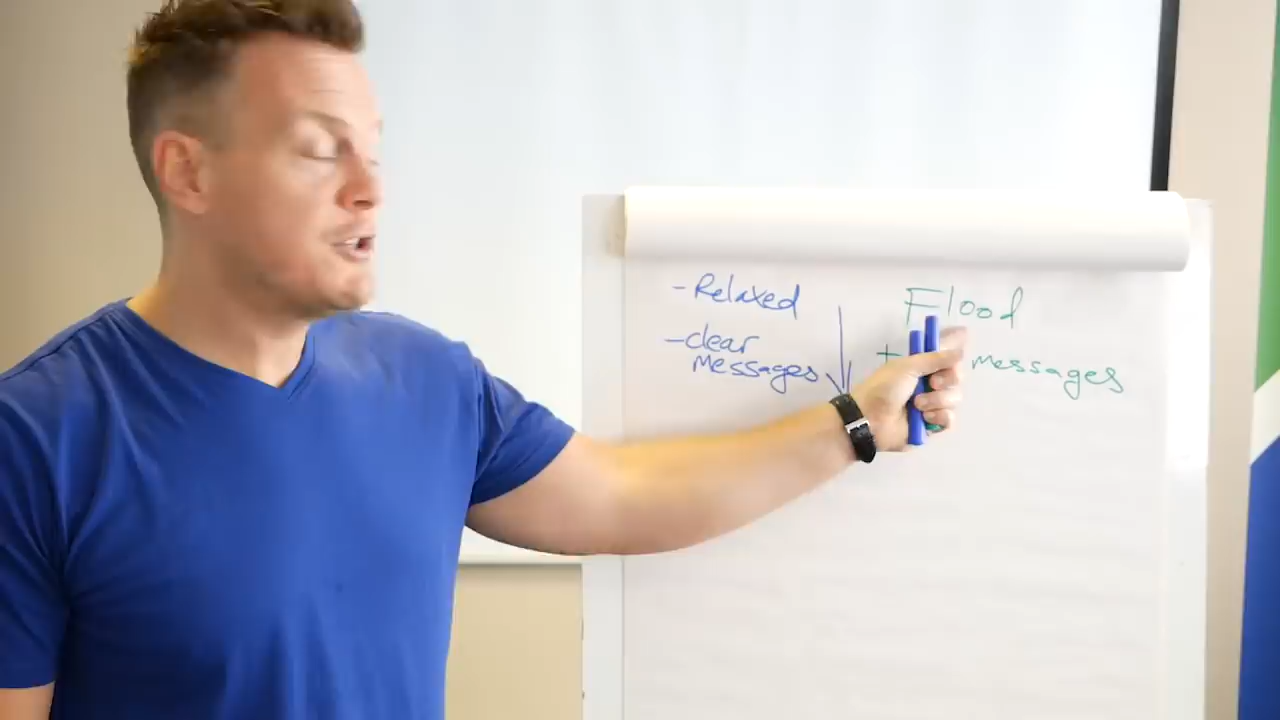 - Relaxed
- clear
messages
Flood
+ messages